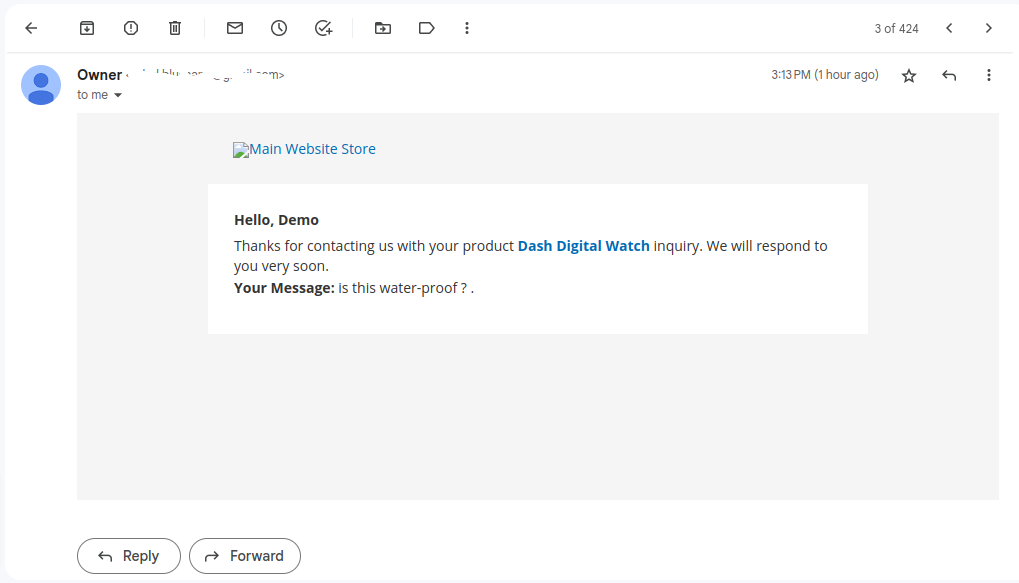 3 of 424
Owner
3:13 PM (1 hour ago)
to me
Main Website Store
Hello, Demo
Thanks for contacting us with your product Dash Digital Watch inquiry. We will respond to
you very soon.
Your Message: is this water-proof ? .
Reply
Forward